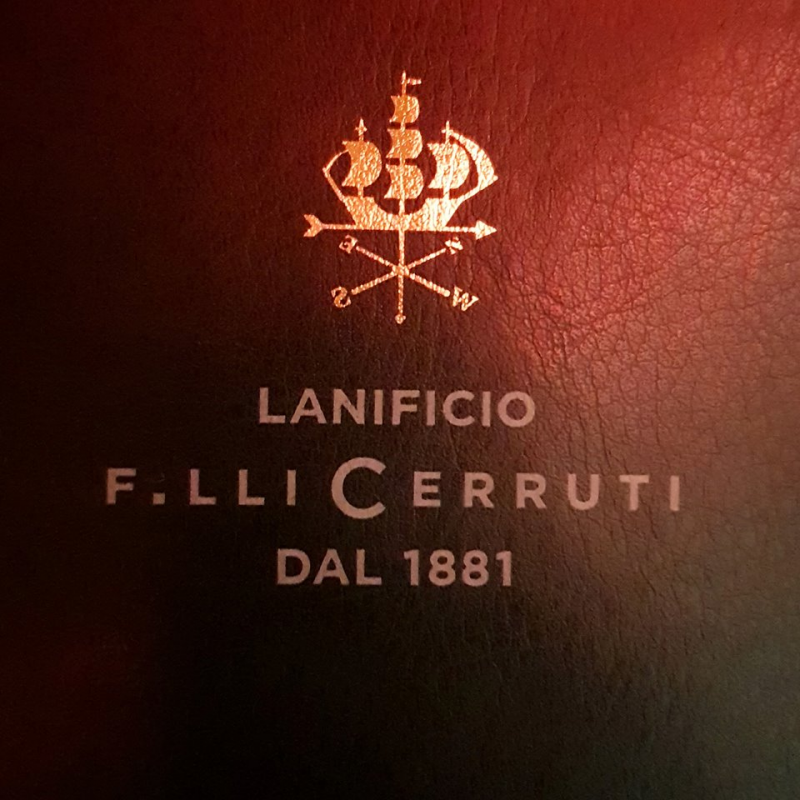 LANIFICIO
F.LLI CERRUTI
DAL 1881